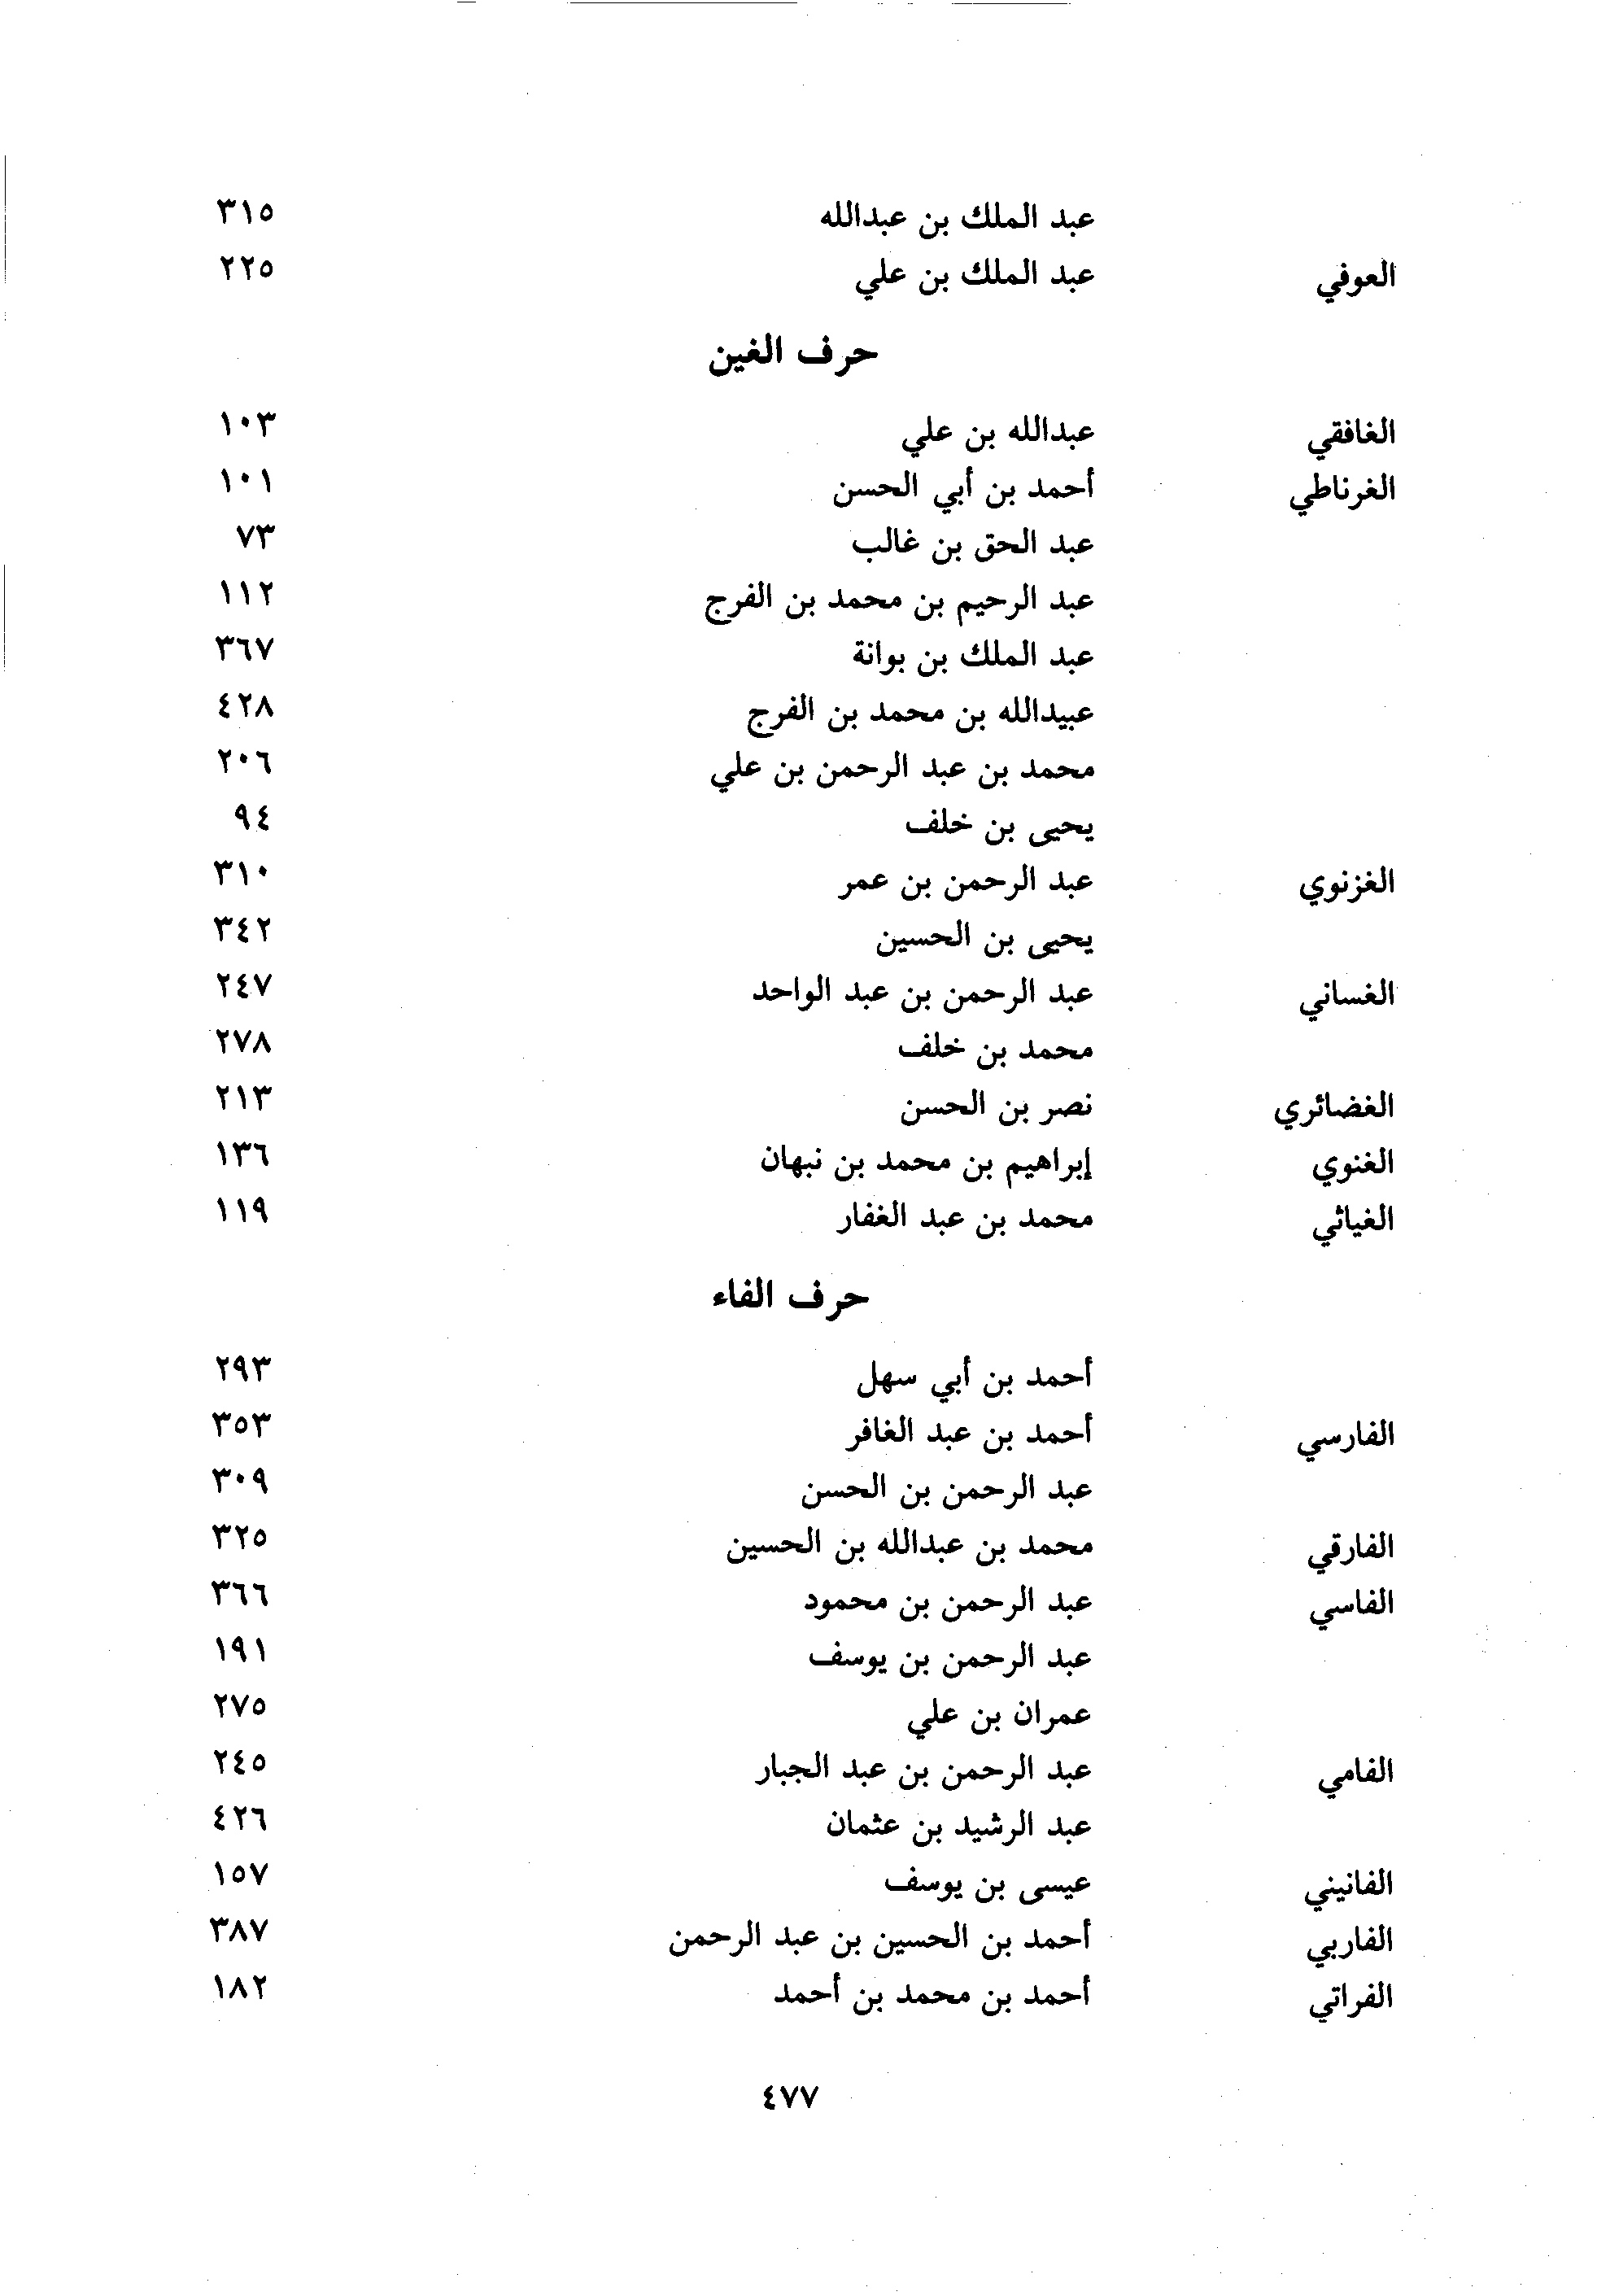 عبد الملك بن عبدالله ٣١٥
العوفي عبد الملك بن علي ٢٢٥
حرف الغين
الغافقي عبدالله بن علي ١٠٣
الغرناطي أحمد بن أبي الحسن ١٠١
عبد الحق بن غالب ٧٣
عبد الرحيم بن محمد بن الفرج ١١٢
عبد الملك بن بوانة ٣٦٧
عبيدالله بن محمد بن الفرج ٤٢٨
محمد بن عبد الرحمن بن علي ٢٠٦
يحيى بن خلف ٩٤
الغزنوي عبد الرحمن بن عمر ٣١٠
يحيى بن الحسين ٣٤٢
الغساني عبد الرحمن بن عبد الواحد ٢٤٧
محمد بن خلف ٢٧٨
الغضائري نصر بن الحسن ٢١٣
الغنوي إبراهيم بن محمد بن نبهان ١٣٦
الغياثي محمد بن عبد الغفار ١١٩
حرف الفاء
أحمد بن أبي سهل ٢٩٣
الفارسي أحمد بن عبد الغافر ٣٥٣
عبد الرحمن بن الحسن ٣٠٩
الفارقي محمد بن عبدالله بن الحسين ٣٢٥
الفاسي عبد الرحمن بن محمود ٣٦٦
عبد الرحمن بن يوسف ١٩١
عمران بن علي ٢٧٥
الفامي عبد الرحمن بن عبد الجبار ٢٤٥
عبد الرشيد بن عثمان ٤٢٦
الفانيني عيسى بن يوسف ١٥٧
الفاربي أحمد بن الحسين بن عبد الرحمن ٣٨٧
الفراتي أحمد بن محمد بن أحمد ١٨٢
٤٧٧